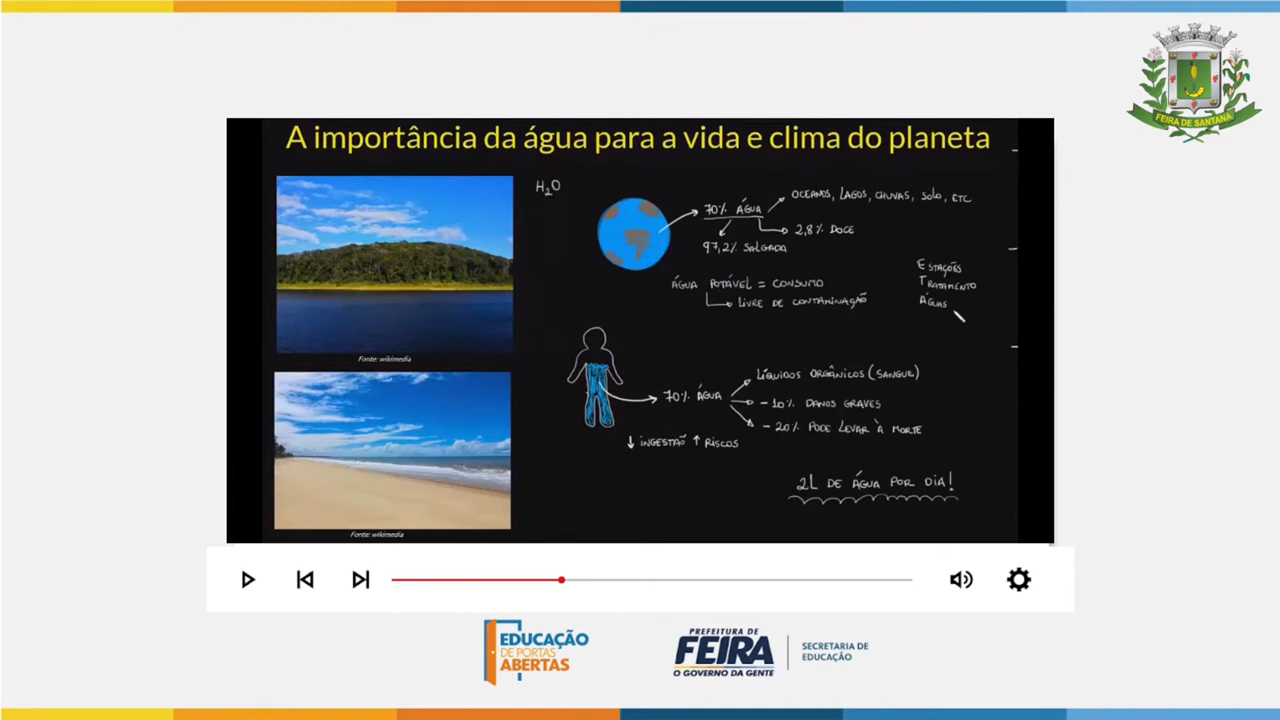 FEIRA DE SANTANA
A importância da água para a vida e clima do planeta
H2O
70% ÁGUA
OCEANOS, LAGOS, CHUVAS, SOLO, ETC
2,8% DOCE
97,2% SALGADA
ÁGUA POTÁVEL = CONSUMO
LIVRE DE CONTAMINAÇÃO
ESTAÇÕES
TRATAMENTO
ÁGUAS
Fonte: wikimedia
70% ÁGUA
LÍQUIDOS ORGÂNICOS (SANGUE)
- 10% DANOS GRAVES
- 20% PODE LEVAR À MORTE
↓ INGESTÃO ↑ RISCOS
2L DE ÁGUA POR DIA!
Fonte: wikimedia
EDUCAÇÃO
DE PORTAS
ABERTAS
PREFEITURA DE
FEIRA
O GOVERNO DA GENTE
SECRETARIA DE
EDUCAÇÃO